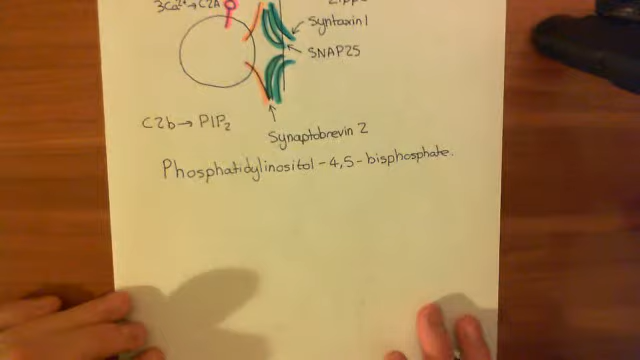 3Ca²⁺→C2A
Syntaxin 1
SNAP25
C2b → PIP₂
Synaptobrevin 2
Phosphatidylinositol-4,5-bisphosphate.